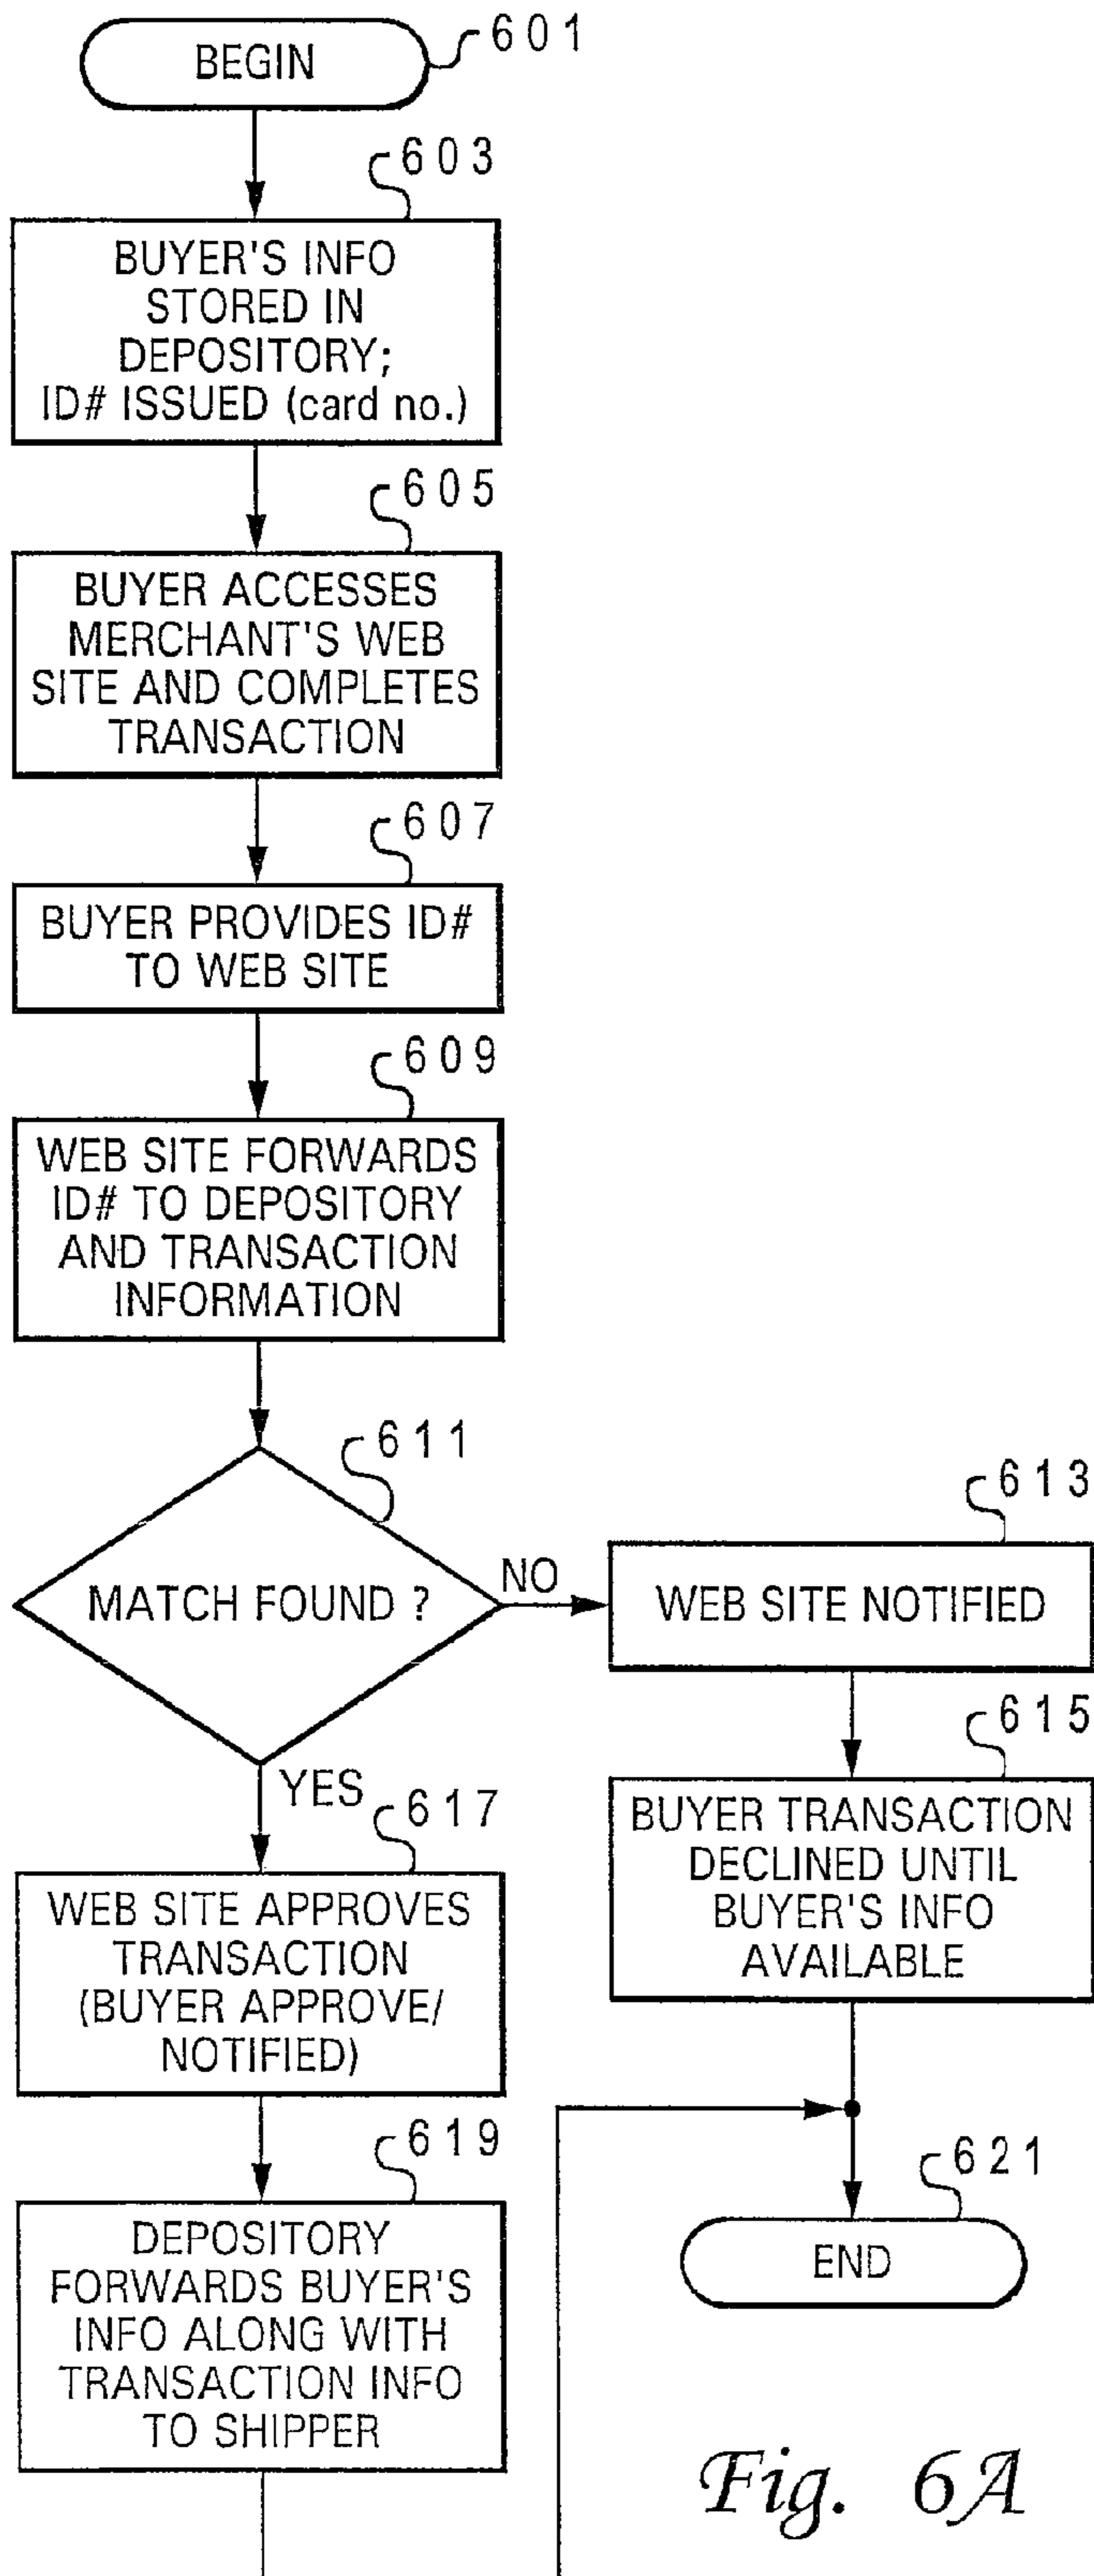 BEGIN
601
603
BUYER'S INFO
STORED IN
DEPOSITORY;
ID# ISSUED (card no.)
605
BUYER ACCESSES
MERCHANT'S WEB
SITE AND COMPLETES
TRANSACTION
607
BUYER PROVIDES ID#
TO WEB SITE
609
WEB SITE FORWARDS
ID# TO DEPOSITORY
AND TRANSACTION
INFORMATION
611
MATCH FOUND ?
NO
613
WEB SITE NOTIFIED
615
BUYER TRANSACTION
DECLINED UNTIL
BUYER'S INFO
AVAILABLE
YES
617
WEB SITE APPROVES
TRANSACTION
(BUYER APPROVE/
NOTIFIED)
619
DEPOSITORY
FORWARDS BUYER'S
INFO ALONG WITH
TRANSACTION INFO
TO SHIPPER
621
END
Fig. 6A